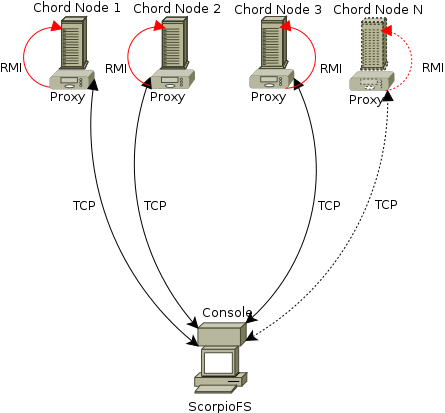 Chord Node 1
Chord Node 2
Chord Node 3
Chord Node N
RMI
RMI
RMI
RMI
Proxy
Proxy
Proxy
Proxy
TCP
TCP
TCP
TCP
Console
ScorpioFS